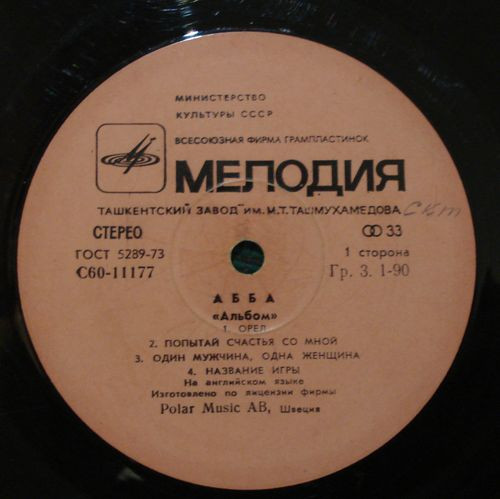 МИНИСТЕРСТВО
КУЛЬТУРЫ СССР
ВСЕСОЮЗНАЯ ФИРМА ГРАМПЛАСТИНОК
МЕЛОДИЯ
ТАШКЕНТСКИЙ ЗАВОД им. М.Т.ТАШМУХАМЕДОВА
СТЕРЕО 33
ГОСТ 5289-73 1 сторона
С60-11177 Гр. 3. 1-90
АББА
«Альбом»
1. ОРЕЛ
2. ПОПЫТАЙ СЧАСТЬЯ СО МНОЙ
3. ОДИН МУЖЧИНА, ОДНА ЖЕНЩИНА
4. НАЗВАНИЕ ИГРЫ
На английском языке
Изготовлено по лицензии фирмы
Polar Music AB, Швеция